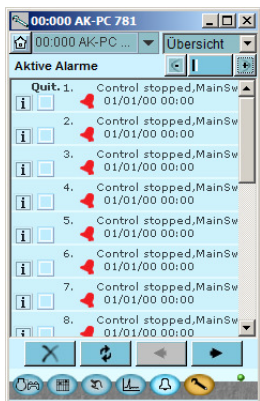 00:000 AK-PC 781
00:000 AK-PC ... Übersicht
Aktive Alarme
Quit. 1. Control stopped,MainSw
i 01/01/00 00:00
2. Control stopped,MainSw
i 01/01/00 00:00
3. Control stopped,MainSw
i 01/01/00 00:00
4. Control stopped,MainSw
i 01/01/00 00:00
5. Control stopped,MainSw
i 01/01/00 00:00
6. Control stopped,MainSw
i 01/01/00 00:00
7. Control stopped,MainSw
i 01/01/00 00:00
8. Control stopped,MainSw
i 01/01/00 00:00